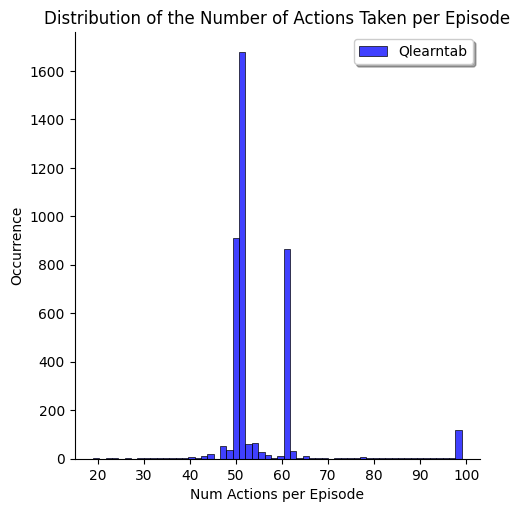 Distribution of the Number of Actions Taken per Episode
Qlearntab
1600
1400
1200
1000
800
600
400
200
0
Occurrence
20 30 40 50 60 70 80 90 100
Num Actions per Episode